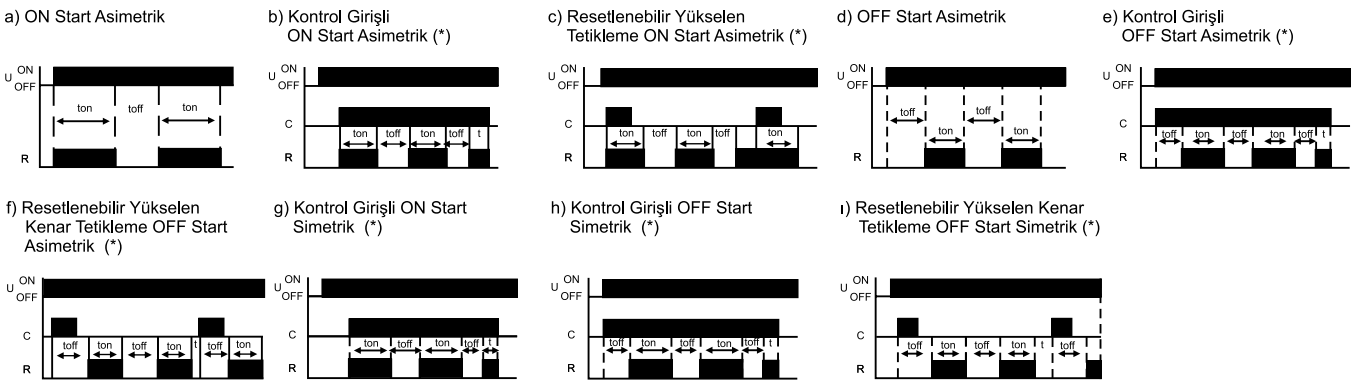 a) ON Start Asimetrik
b) Kontrol Girişli
ON Start Asimetrik (*)
c) Resetlenebilir Yükselen
Tetikleme ON Start Asimetrik (*)
d) OFF Start Asimetrik
e) Kontrol Girişli
OFF Start Asimetrik (*)
U ON
OFF
ton toff ton
R
U ON
OFF
C
ton toff ton toff t
R
U ON
OFF
C
ton toff ton toff ton
R
U ON
OFF
toff toff
ton ton
R
U ON
OFF
C
toff ton toff ton toff t
R
f) Resetlenebilir Yükselen
Kenar Tetikleme OFF Start
Asimetrik (*)
g) Kontrol Girişli ON Start
Simetrik (*)
h) Kontrol Girişli OFF Start
Simetrik (*)
ı) Resetlenebilir Yükselen Kenar
Tetikleme OFF Start Simetrik (*)
U ON
OFF
C
toff ton toff ton t toff ton
R
U ON
OFF
C
ton toff ton toff t
R
U ON
OFF
C
toff ton toff ton toff t
R
U ON
OFF
C
toff ton toff ton t toff
R